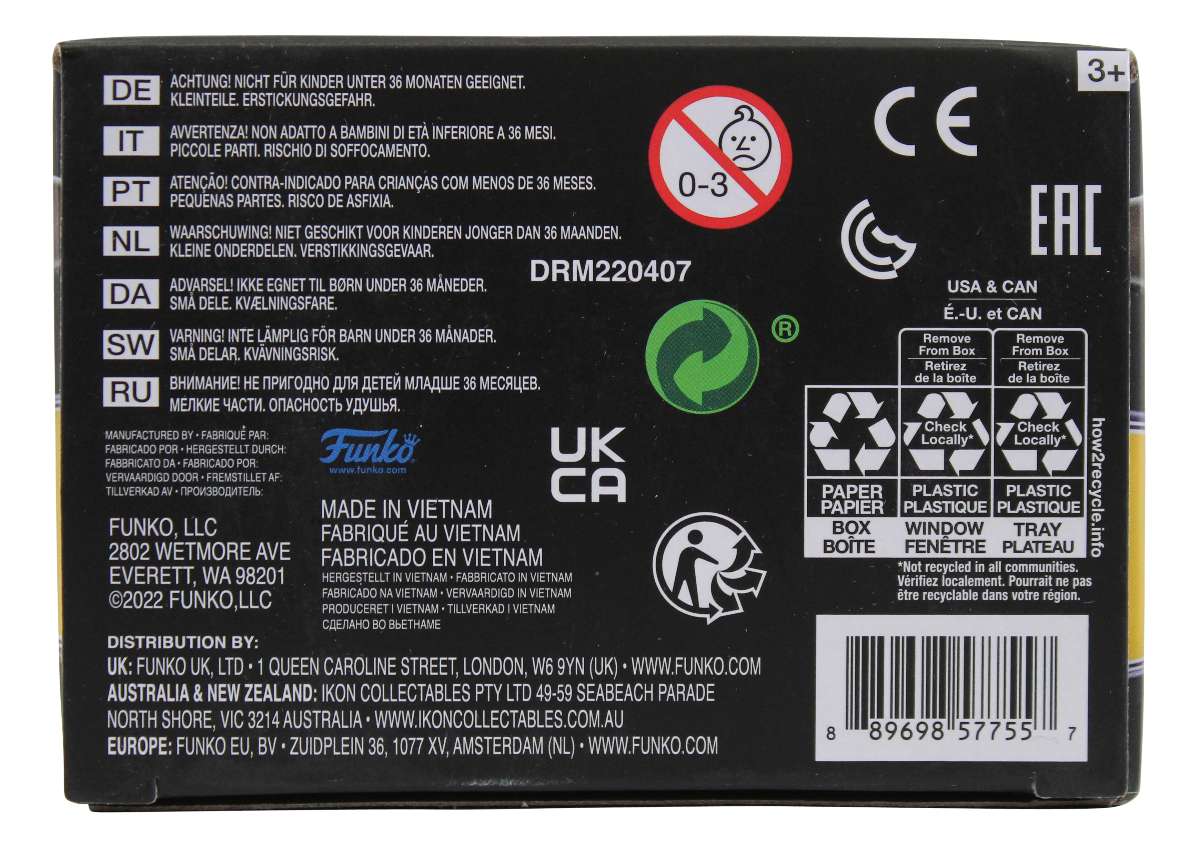 3+
DE
ACHTUNG! NICHT FÜR KINDER UNTER 36 MONATEN GEEIGNET.
KLEINTEILE. ERSTICKUNGSGEFAHR.
IT
AVVERTENZA! NON ADATTO A BAMBINI DI ETÀ INFERIORE A 36 MESI.
PICCOLE PARTI. RISCHIO DI SOFFOCAMENTO.
PT
ATENÇÃO! CONTRA-INDICADO PARA CRIANÇAS COM MENOS DE 36 MESES.
PEQUENAS PARTES. RISCO DE ASFIXIA.
NL
WAARSCHUWING! NIET GESCHIKT VOOR KINDEREN JONGER DAN 36 MAANDEN.
KLEINE ONDERDELEN. VERSTIKKINGSGEVAAR.
DA
ADVARSEL! IKKE EGNET TIL BØRN UNDER 36 MÅNEDER.
SMÅ DELE. KVÆLNINGSFARE.
SW
VARNING! INTE LÄMPLIG FÖR BARN UNDER 36 MÅNADER.
SMÅ DELAR. KVÄVNINGSRISK.
RU
ВНИМАНИЕ! НЕ ПРИГОДНО ДЛЯ ДЕТЕЙ МЛАДШЕ 36 МЕСЯЦЕВ.
МЕЛКИЕ ЧАСТИ. ОПАСНОСТЬ УДУШЬЯ.
0-3
CE
EAC
DRM220407
®
USA & CAN
É.-U. et CAN
Remove
From Box
Retirez
de la boîte
Remove
From Box
Retirez
de la boîte
Check
Locally*
Check
Locally*
PAPER
PAPIER
PLASTIC
PLASTIQUE
PLASTIC
PLASTIQUE
BOX
BOÎTE
WINDOW
FENÊTRE
TRAY
PLATEAU
how2recycle.info
*Not recycled in all communities.
Vérifiez localement. Pourrait ne pas
être recyclable dans votre région.
MANUFACTURED BY • FABRIQUÉ PAR:
FABRICADO POR • HERGESTELLT DURCH:
FABBRICATO DA • FABRICADO POR:
VERVAARDIGD DOOR • FREMSTILLET AF:
TILLVERKAD AV • ПРОИЗВОДИТЕЛЬ:
Funko
www.funko.com
UK
CA
FUNKO, LLC
2802 WETMORE AVE
EVERETT, WA 98201
©2022 FUNKO,LLC
MADE IN VIETNAM
FABRIQUÉ AU VIETNAM
FABRICADO EN VIETNAM
HERGESTELLT IN VIETNAM • FABBRICATO IN VIETNAM
FABRICADO NA VIETNAM • VERVAARDIGD IN VIETNAM
PRODUCERET I VIETNAM • TILLVERKAD I VIETNAM
СДЕЛАНО ВО ВЬЕТНАМЕ
DISTRIBUTION BY:
UK: FUNKO UK, LTD • 1 QUEEN CAROLINE STREET, LONDON, W6 9YN (UK) • WWW.FUNKO.COM
AUSTRALIA & NEW ZEALAND: IKON COLLECTABLES PTY LTD 49-59 SEABEACH PARADE
NORTH SHORE, VIC 3214 AUSTRALIA • WWW.IKONCOLLECTABLES.COM.AU
EUROPE: FUNKO EU, BV • ZUIDPLEIN 36, 1077 XV, AMSTERDAM (NL) • WWW.FUNKO.COM
8 89698 57755 7